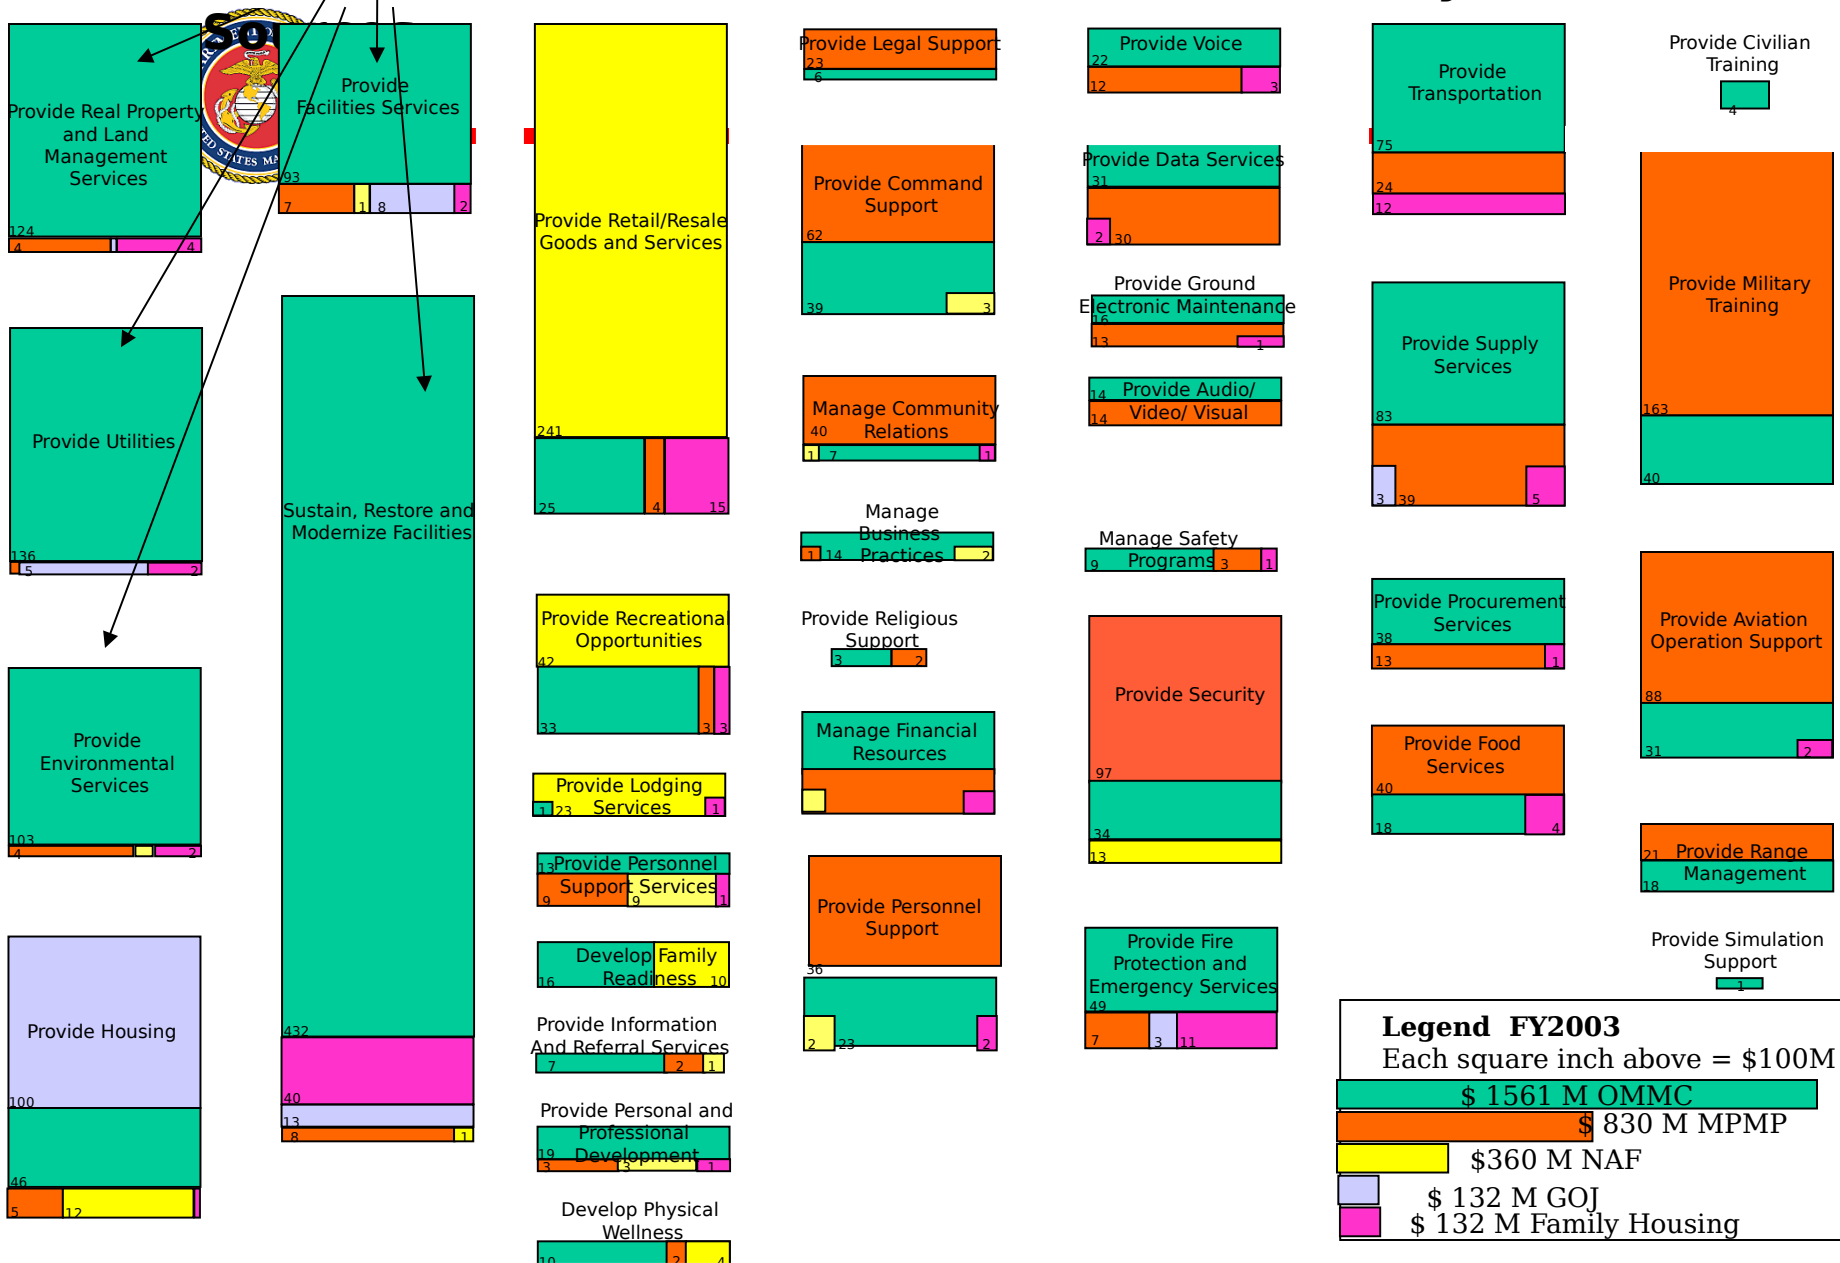 Provide Real Property
and Land
Management
Services
124
4
4
UNITED STATES MA
Provide
Facilities Services
93
7
1
8
2
Provide Utilities
136
5
2
Provide
Environmental
Services
103
4
2
Provide Housing
100
46
5
12
Sustain, Restore and
Modernize Facilities
432
40
13
8
1
Provide Retail/Resale
Goods and Services
241
25
4
15
Provide Recreational
Opportunities
42
33
3
3
Provide Lodging
Services
1
23
1
Provide Personnel
Support Services
13
9
9
1
Develop Family
Readiness
16
10
Provide Information
And Referral Services
7
2
1
Provide Personal and
Professional
Development
19
3
3
1
Develop Physical
Wellness
10
2
4
Provide Legal Support
23
6
Provide Command
Support
62
39
3
Manage Community
Relations
40
1
7
1
Manage
Business
Practices
1
14
2
Provide Religious
Support
3
2
Manage Financial
Resources
Provide Personnel
Support
36
2
23
2
Provide Voice
22
12
3
Provide Data Services
31
2
30
Provide Ground
Electronic Maintenance
16
13
1
Provide Audio/
Video/ Visual
14
14
Manage Safety
Programs
9
3
1
Provide Security
97
34
13
Provide Fire
Protection and
Emergency Services
49
7
3
11
Provide
Transportation
75
24
12
Provide Supply
Services
83
3
39
5
Provide Procurement
Services
38
13
1
Provide Food
Services
40
18
4
Provide Civilian
Training
4
Provide Military
Training
163
40
Provide Aviation
Operation Support
88
31
2
Provide Range
Management
21
18
Provide Simulation
Support
1
Legend FY2003
Each square inch above = $100M
$ 1561 M OMMC
$ 830 M MPMP
$360 M NAF
$ 132 M GOJ
$ 132 M Family Housing